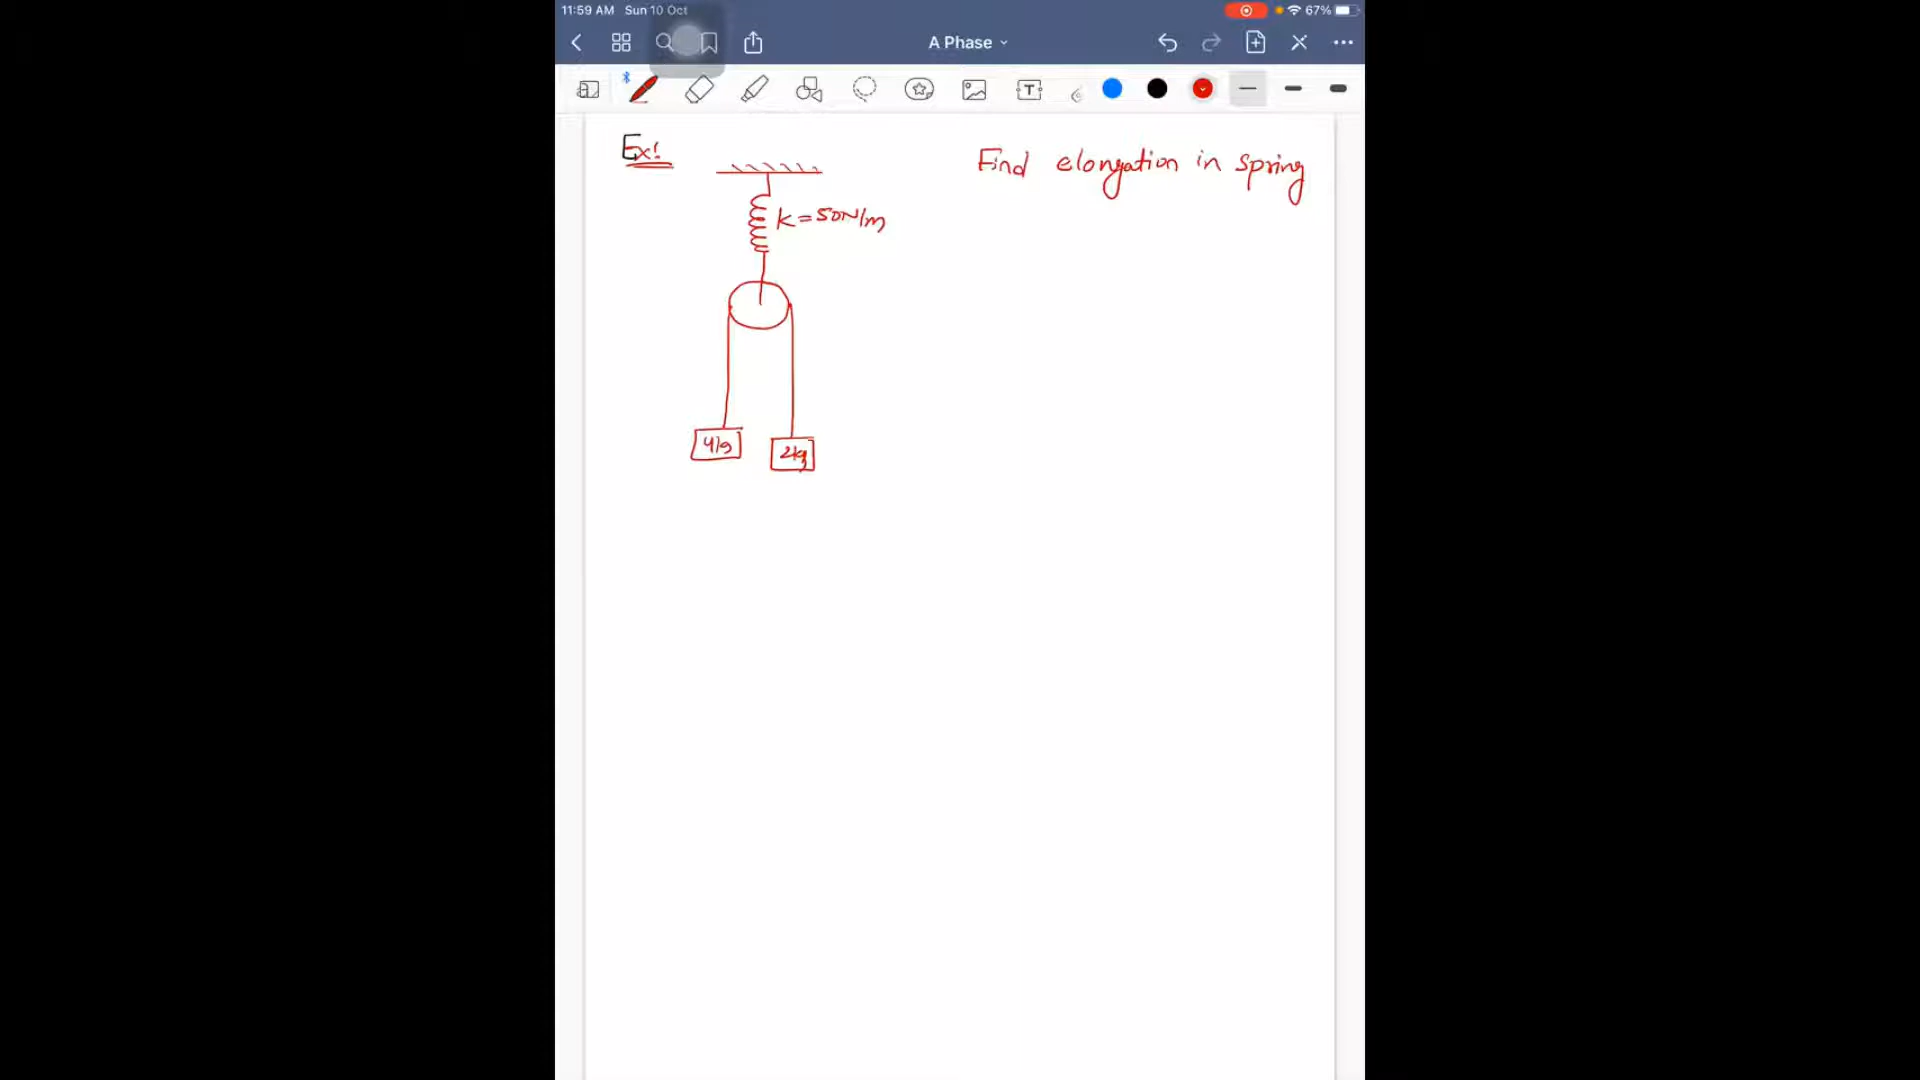 11:59 AM Sun 10 Oct
67%
A Phase
Ex:
Find elongation in spring
k = 50N/m
4kg
2kg